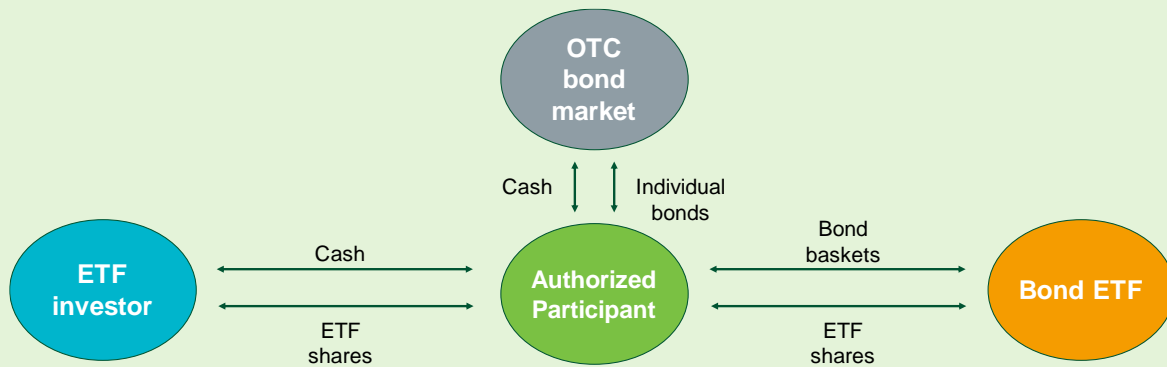 OTC
bond
market
Cash
Individual
bonds
ETF
investor
Cash
ETF
shares
Authorized
Participant
Bond
baskets
ETF
shares
Bond ETF